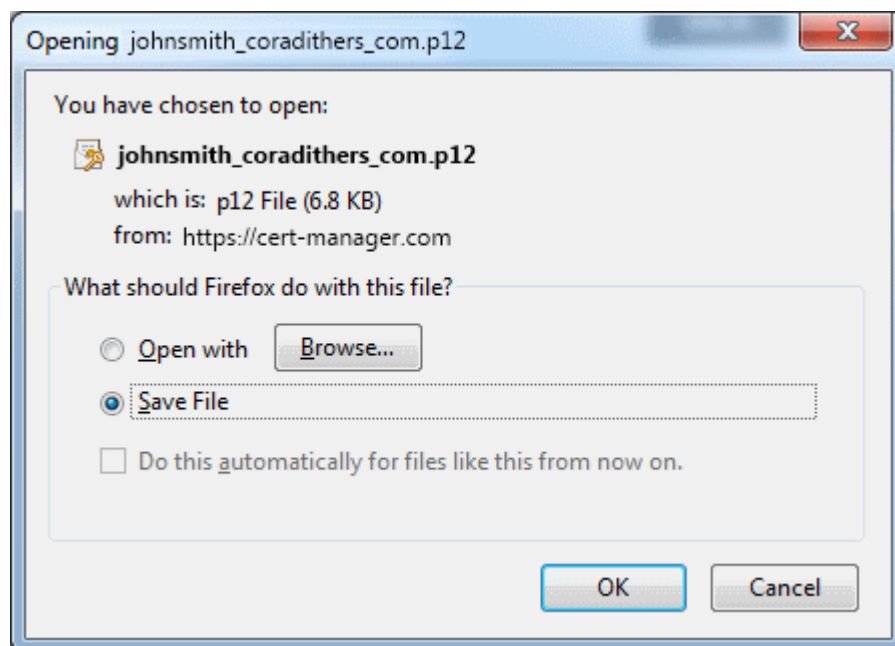 Opening johnsmith_coradithers_com.p12
You have chosen to open:
johnsmith_coradithers_com.p12
which is: p12 File (6.8 KB)
from: https://cert-manager.com
What should Firefox do with this file?
Open with Browse...
Save File
Do this automatically for files like this from now on.
OK Cancel